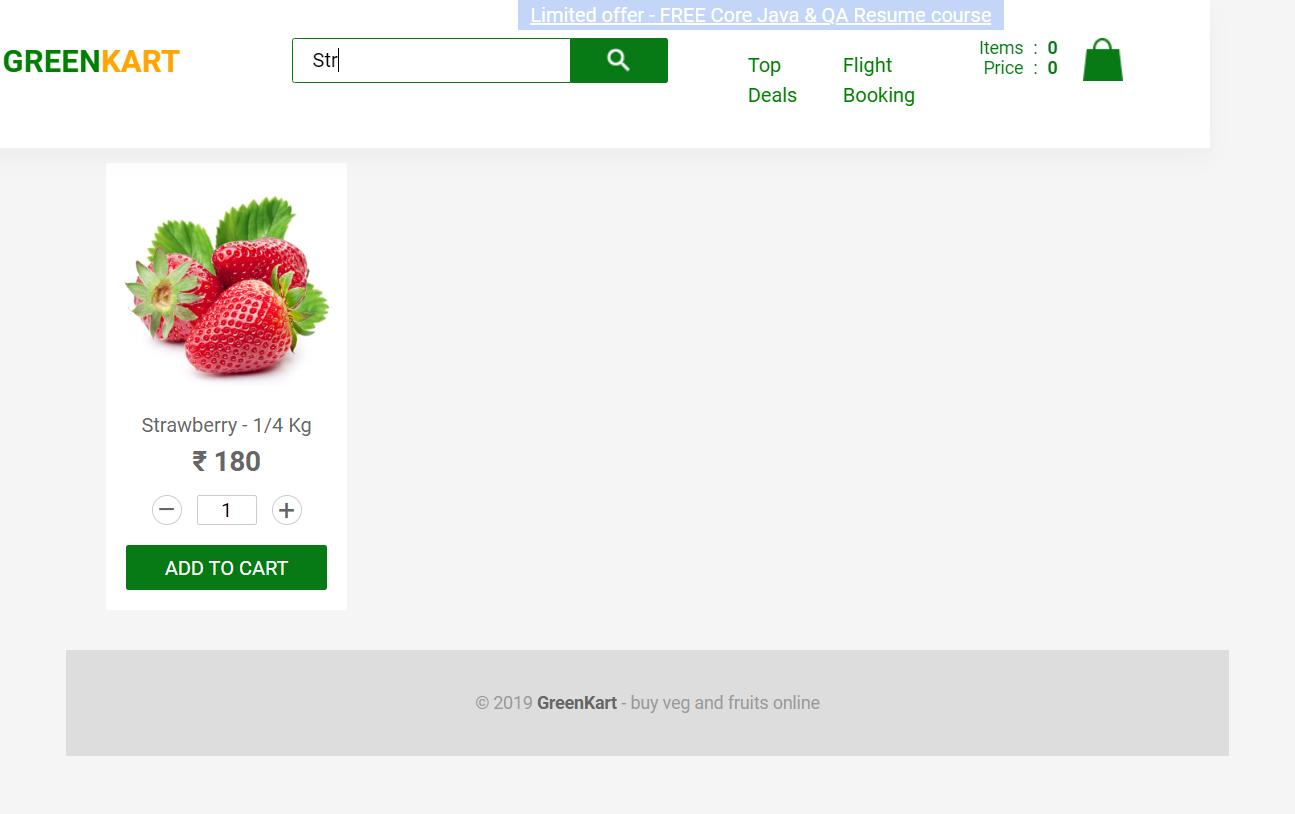 Limited offer - FREE Core Java & QA Resume course
GREENKART
Str
Top
Deals
Flight
Booking
Items : 0
Price : 0
Strawberry - 1/4 Kg
₹ 180
− 1 +
ADD TO CART
© 2019 GreenKart - buy veg and fruits online